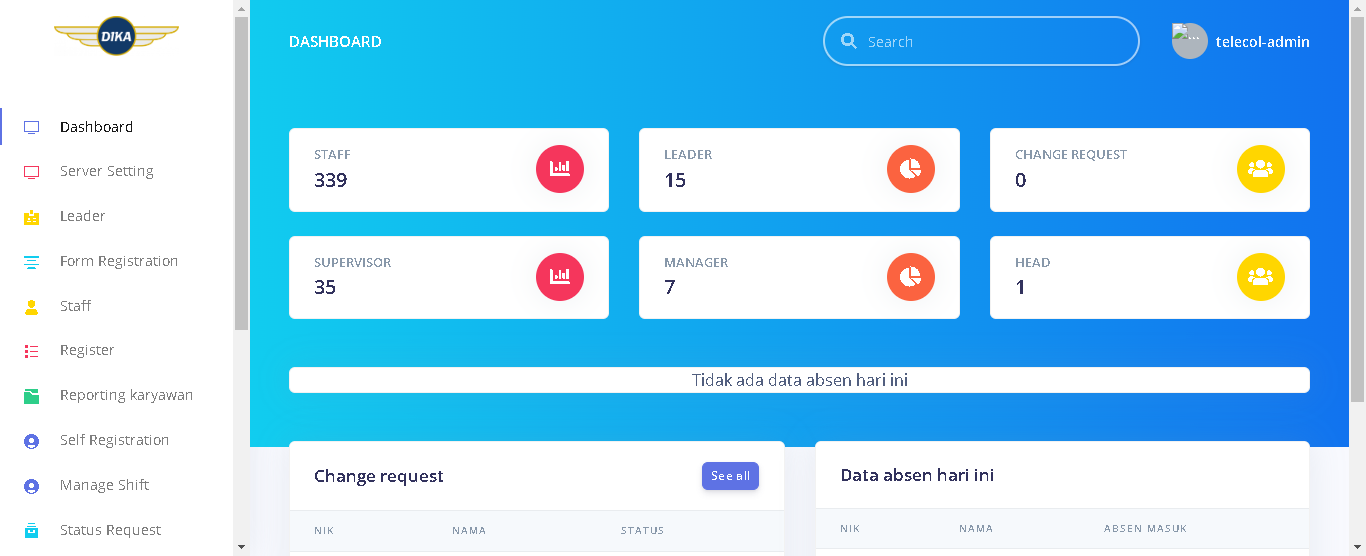 DIKA
Dashboard
Server Setting
Leader
Form Registration
Staff
Register
Reporting karyawan
Self Registration
Manage Shift
Status Request
DASHBOARD
Search
...
telecol-admin
STAFF
339
LEADER
15
CHANGE REQUEST
0
SUPERVISOR
35
MANAGER
7
HEAD
1
Tidak ada data absen hari ini
Change request
See all
NIK NAMA STATUS
Data absen hari ini
NIK NAMA ABSEN MASUK